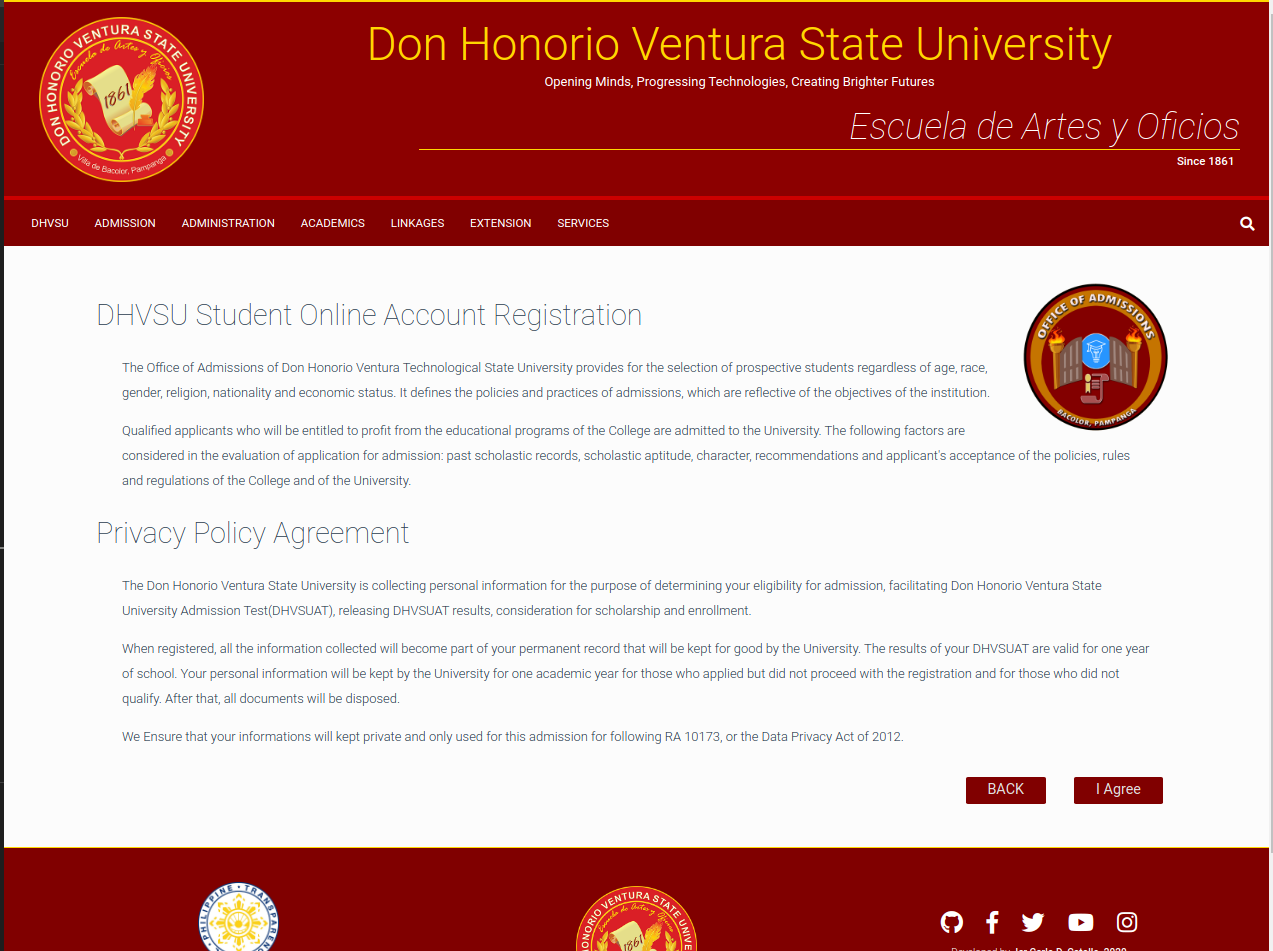 DON HONORIO VENTURA STATE UNIVERSITY
Escuela de Artes y Oficios
1861
Villa de Bacolor, Pampanga
Don Honorio Ventura State University
Opening Minds, Progressing Technologies, Creating Brighter Futures
Escuela de Artes y Oficios
Since 1861
DHVSU ADMISSION ADMINISTRATION ACADEMICS LINKAGES EXTENSION SERVICES
DHVSU Student Online Account Registration
OFFICE OF ADMISSIONS
BACOLOR, PAMPANGA
The Office of Admissions of Don Honorio Ventura Technological State University provides for the selection of prospective students regardless of age, race,
gender, religion, nationality and economic status. It defines the policies and practices of admissions, which are reflective of the objectives of the institution.
Qualified applicants who will be entitled to profit from the educational programs of the College are admitted to the University. The following factors are
considered in the evaluation of application for admission: past scholastic records, scholastic aptitude, character, recommendations and applicant's acceptance of the policies, rules
and regulations of the College and of the University.
Privacy Policy Agreement
The Don Honorio Ventura State University is collecting personal information for the purpose of determining your eligibility for admission, facilitating Don Honorio Ventura State
University Admission Test(DHVSUAT), releasing DHVSUAT results, consideration for scholarship and enrollment.
When registered, all the information collected will become part of your permanent record that will be kept for good by the University. The results of your DHVSUAT are valid for one year
of school. Your personal information will be kept by the University for one academic year for those who applied but did not proceed with the registration and for those who did not
qualify. After that, all documents will be disposed.
We Ensure that your informations will kept private and only used for this admission for following RA 10173, or the Data Privacy Act of 2012.
BACK I Agree
PHILIPPINE TRANSPARENC
HONORIO VENTURA STATE UNIV
Escuela de Artes y Oficios
1861